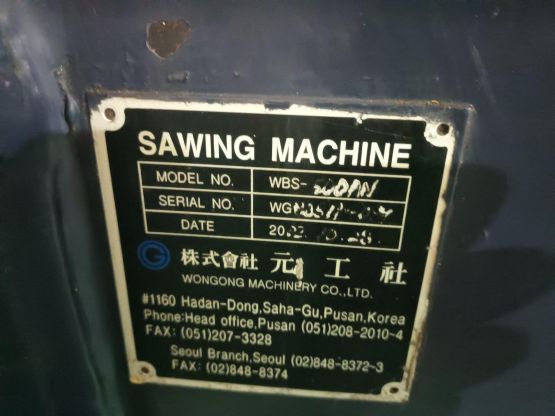 SAWING MACHINE
MODEL NO. WBS-
SERIAL NO. WG
DATE
株式會社 元 工 社
WONGONG MACHINERY CO.,LTD.
#1160 Hadan-Dong,Saha-Gu,Pusan,Korea
Phone:Head office,Pusan (051)208-2010~4
FAX: (051)207-3328
Seoul Branch,Seoul (02)848-8372~3
FAX: (02)848-8374